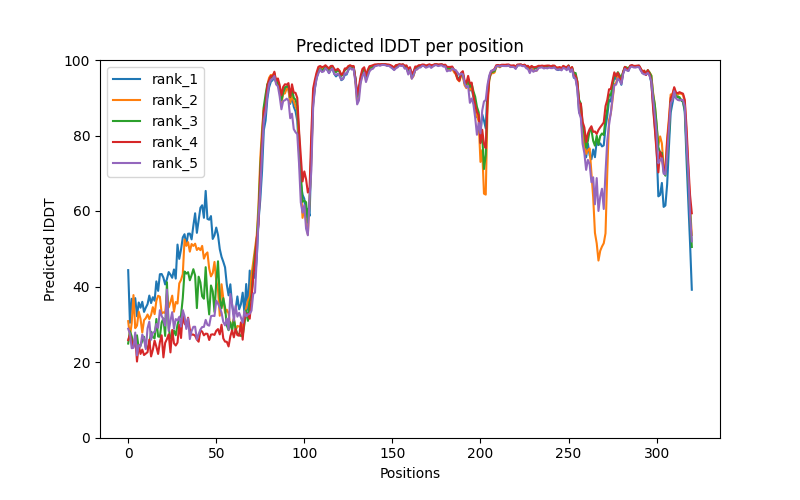 Predicted lDDT per position
rank_1
rank_2
rank_3
rank_4
rank_5
100
80
60
40
20
0
Predicted lDDT
0 50 100 150 200 250 300
Positions